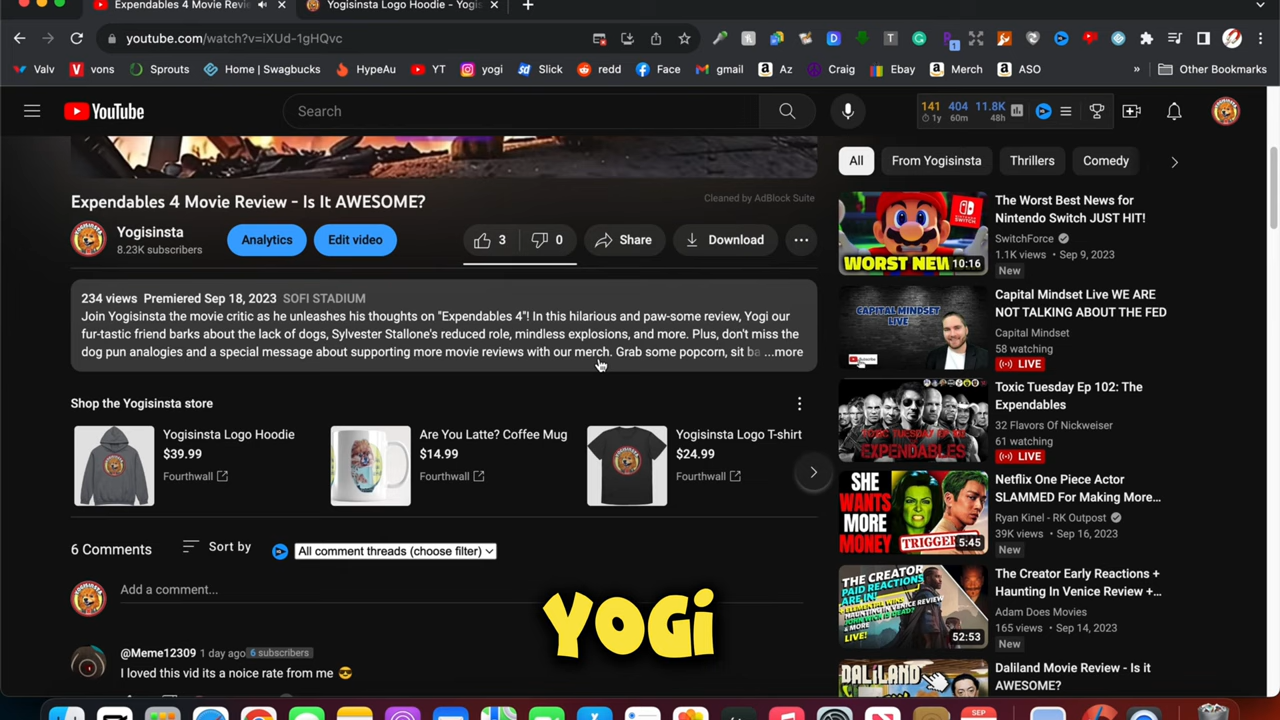 Expendables 4 Movie Revie
Yogisinsta Logo Hoodie - Yogis
youtube.com/watch?v=iXUd-1gHQvc
Valv
vons
Sprouts
Home | Swagbucks
HypeAu
YT
yogi
Slick
redd
Face
gmail
Az
Craig
Ebay
Merch
ASO
Other Bookmarks
YouTube
Search
141 404 11.8K
1y 60m 48h
Expendables 4 Movie Review - Is It AWESOME?
Cleaned by AdBlock Suite
Yogisinsta
8.23K subscribers
Analytics
Edit video
3
0
Share
Download
234 views Premiered Sep 18, 2023 SOFI STADIUM
Join Yogisinsta the movie critic as he unleashes his thoughts on "Expendables 4"! In this hilarious and paw-some review, Yogi our
fur-tastic friend barks about the lack of dogs, Sylvester Stallone's reduced role, mindless explosions, and more. Plus, don't miss the
dog pun analogies and a special message about supporting more movie reviews with our merch. Grab some popcorn, sit ba ...more
Shop the Yogisinsta store
Yogisinsta Logo Hoodie
$39.99
Fourthwall
Are You Latte? Coffee Mug
$14.99
Fourthwall
Yogisinsta Logo T-shirt
$24.99
Fourthwall
6 Comments
Sort by
All comment threads (choose filter)
Add a comment...
YOGI
@Meme12309 1 day ago 6 subscribers
I loved this vid its a noice rate from me 😎
All
From Yogisinsta
Thrillers
Comedy
WORST NEW
10:16
The Worst Best News for
Nintendo Switch JUST HIT!
SwitchForce
1.1K views • Sep 9, 2023
New
CAPITAL MINDSET
LIVE
Capital Mindset Live WE ARE
NOT TALKING ABOUT THE FED
Capital Mindset
58 watching
LIVE
TOXIC TUESDAY
EXPENDABLES
Toxic Tuesday Ep 102: The
Expendables
32 Flavors of Nickweiser
61 watching
LIVE
SHE
WANTS
MORE
MONEY
TRIGGER
5:45
Netflix One Piece Actor
SLAMMED For Making More...
Ryan Kinel - RK Outpost
39K views • Sep 16, 2023
New
THE CREATOR
PAID REACTIONS
ARE IN!
& MORE
LIVE!
52:53
The Creator Early Reactions +
Haunting In Venice Review +...
Adam Does Movies
165 views • Sep 14, 2023
New
DALILAND
Daliland Movie Review - Is it
AWESOME?
SEP